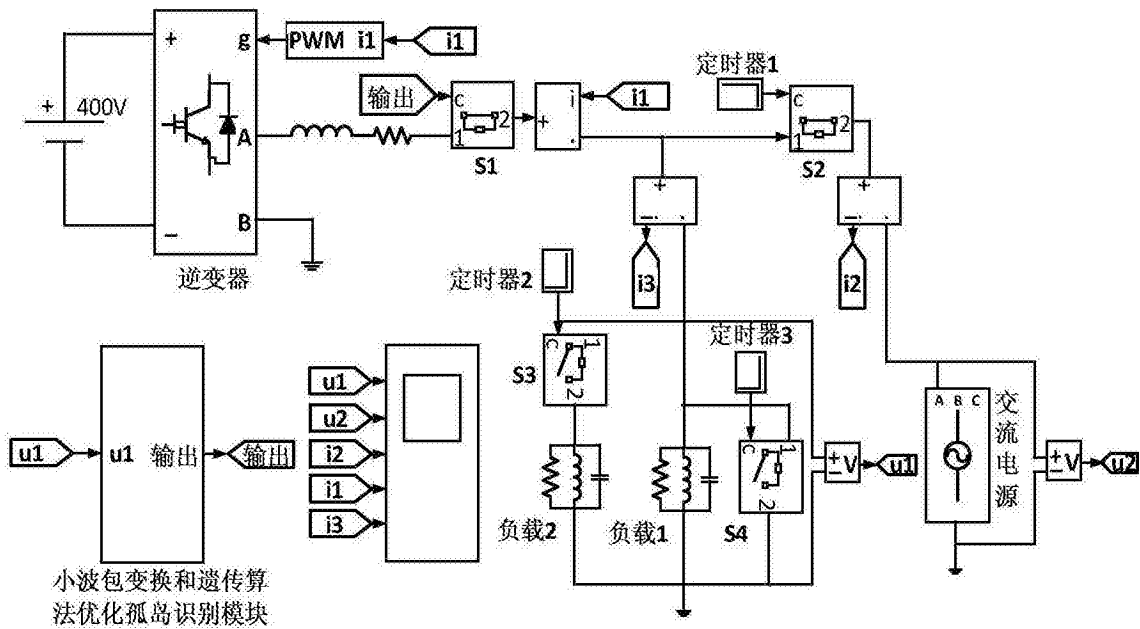 + g PWM i1 i1
+ 400V
A
B
−
逆变器
输出 c 1 2 S1
+ i i1
定时器1
c 1 2 S2
+ − i3
+ − i2
定时器2
c 1 2 S3
定时器3
c 1 2 S4
负载2
负载1
+ − V u1
A B C
交流电源
+ − V u2
u1 u1 输出 输出
小波包变换和遗传算
法优化孤岛识别模块
u1
u2
i2
i1
i3